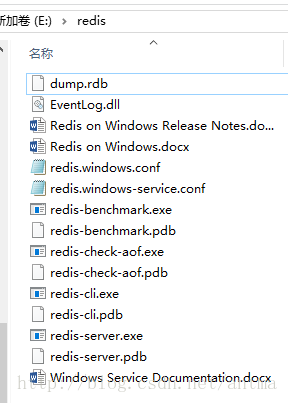 新加卷 (E:) › redis
名称
dump.rdb
EventLog.dll
Redis on Windows Release Notes.do...
Redis on Windows.docx
redis.windows.conf
redis.windows-service.conf
redis-benchmark.exe
redis-benchmark.pdb
redis-check-aof.exe
redis-check-aof.pdb
redis-cli.exe
redis-cli.pdb
redis-server.exe
redis-server.pdb
Windows Service Documentation.docx
http://blog.csdn.net/antma